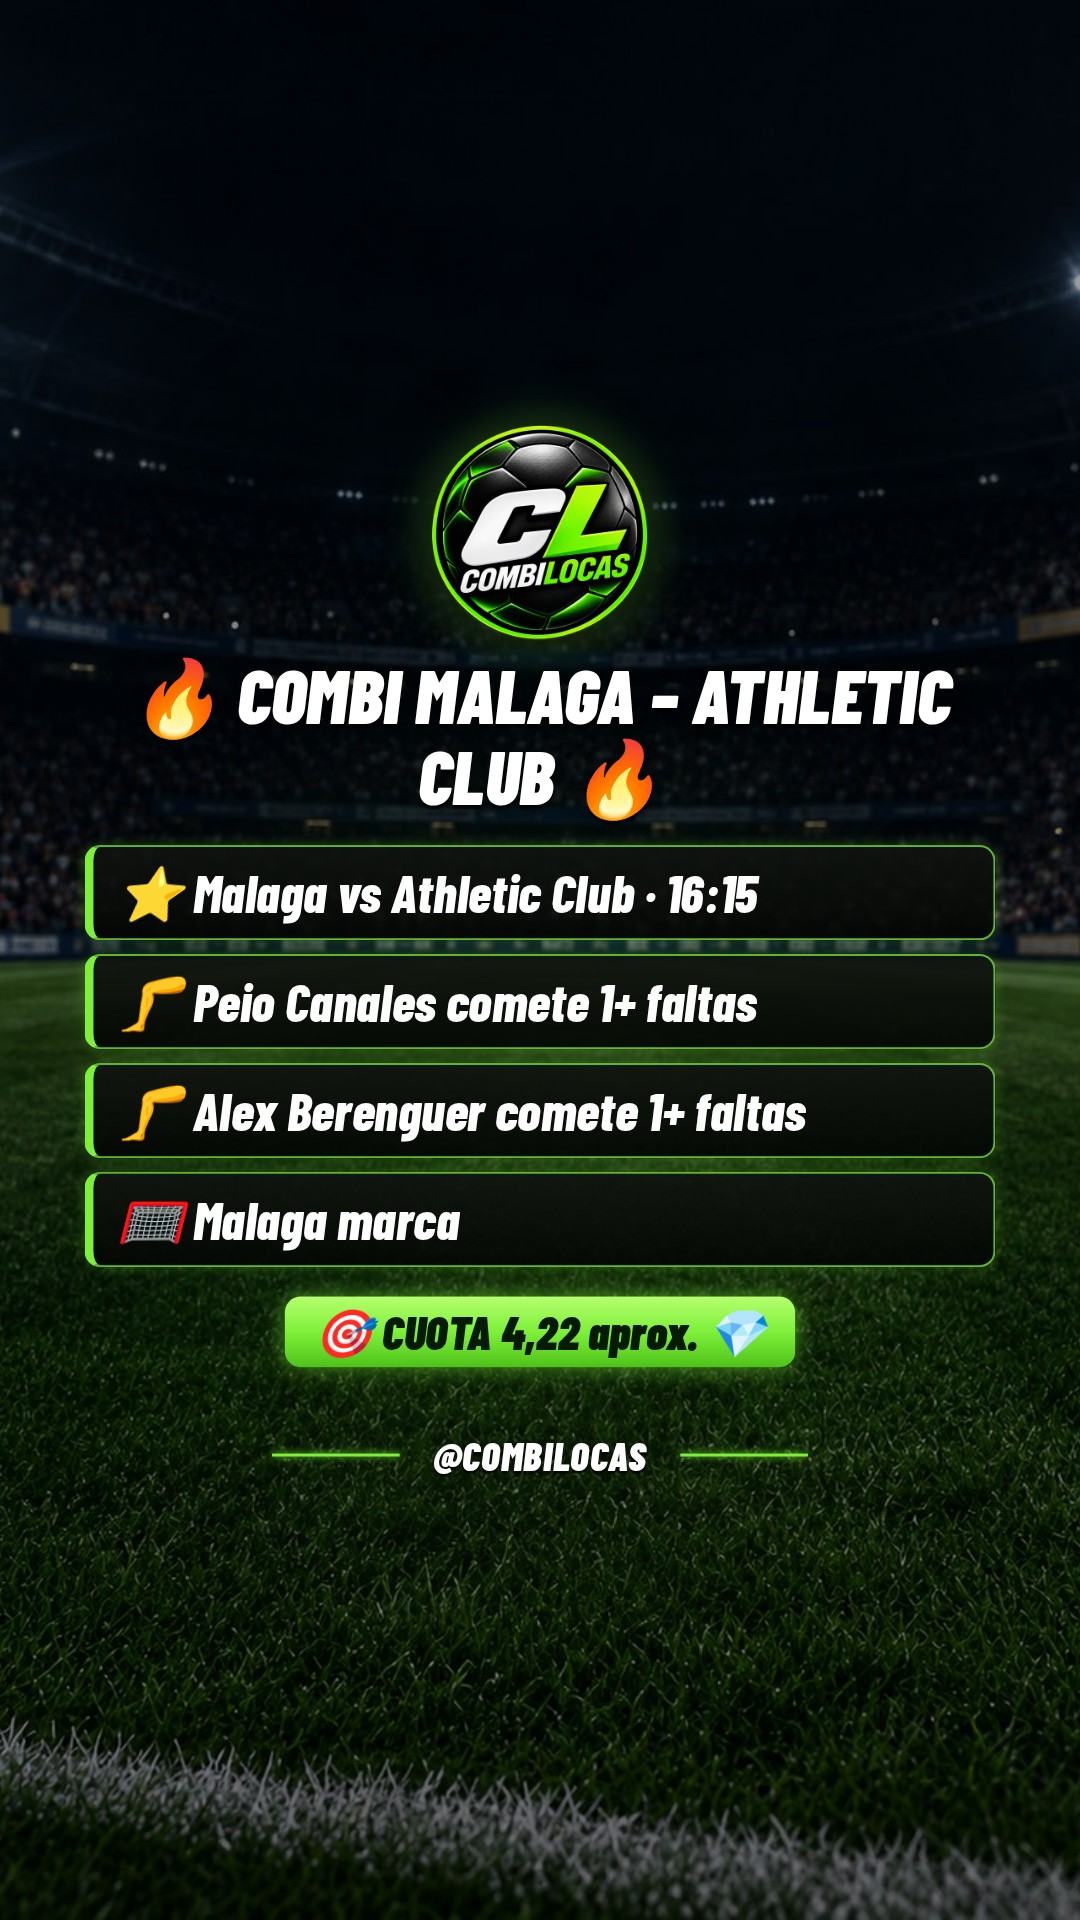 CL
COMBILOCAS
🔥 COMBI MALAGA - ATHLETIC
CLUB 🔥
⭐ Malaga vs Athletic Club · 16:15
🦵 Peio Canales comete 1+ faltas
🦵 Alex Berenguer comete 1+ faltas
🥅 Malaga marca
🎯 CUOTA 4,22 aprox. 💎
@COMBILOCAS